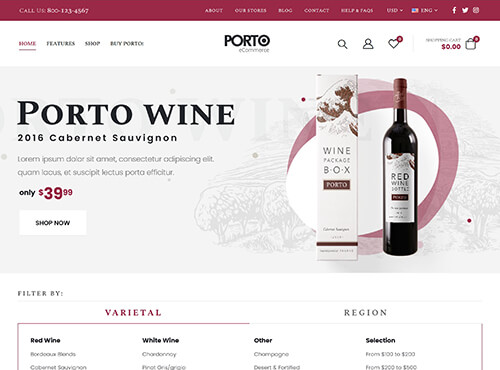 CALL US: 800-123-4567
ABOUT OUR STORES BLOG CONTACT HELP & FAQS USD ENG
HOME FEATURES SHOP BUY PORTO!
PORTO
eCommerce
0
SHOPPING CART
$0.00
0
PORTO WINE
2016 Cabernet Sauvignon
Lorem ipsum dolor sit amet, consectetur adipiscing elit.
quam lacus, et suscipit lectus porta efficitur.
only $3999
SHOP NOW
WINE
PACKAGE
B·O·X
PORTO
Cabernet Sauvignon
RED
WINE
BOTTLE
PORTO
FILTER BY:
VARIETAL REGION
Red Wine White Wine Other Selection
Bordeaux Blends Chardonnay Champagne From $100 to $200
Cabernet Sauvignon Pinot Gris/grigio Desert & Fortified From $200 to $500